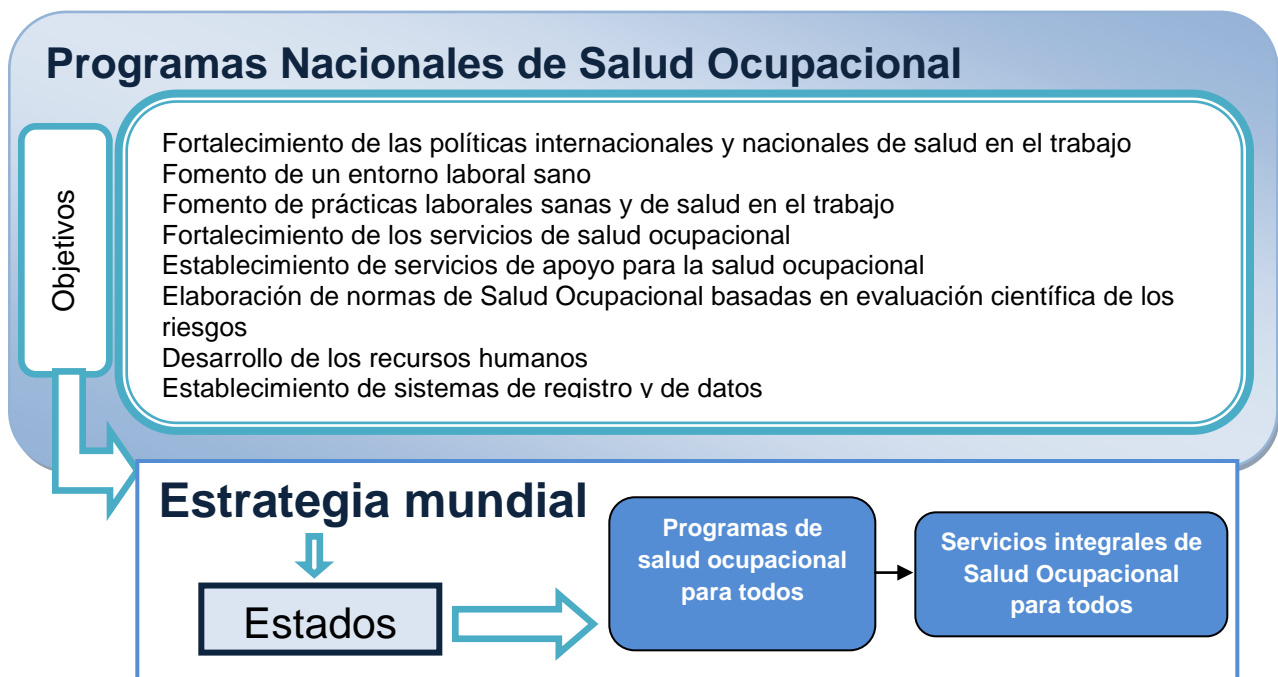 Programas Nacionales de Salud Ocupacional
Objetivos
Fortalecimiento de las políticas internacionales y nacionales de salud en el trabajo
Fomento de un entorno laboral sano
Fomento de prácticas laborales sanas y de salud en el trabajo
Fortalecimiento de los servicios de salud ocupacional
Establecimiento de servicios de apoyo para la salud ocupacional
Elaboración de normas de Salud Ocupacional basadas en evaluación científica de los
riesgos
Desarrollo de los recursos humanos
Establecimiento de sistemas de registro y de datos
Estrategia mundial
Estados
Programas de
salud ocupacional
para todos
Servicios integrales de
Salud Ocupacional
para todos